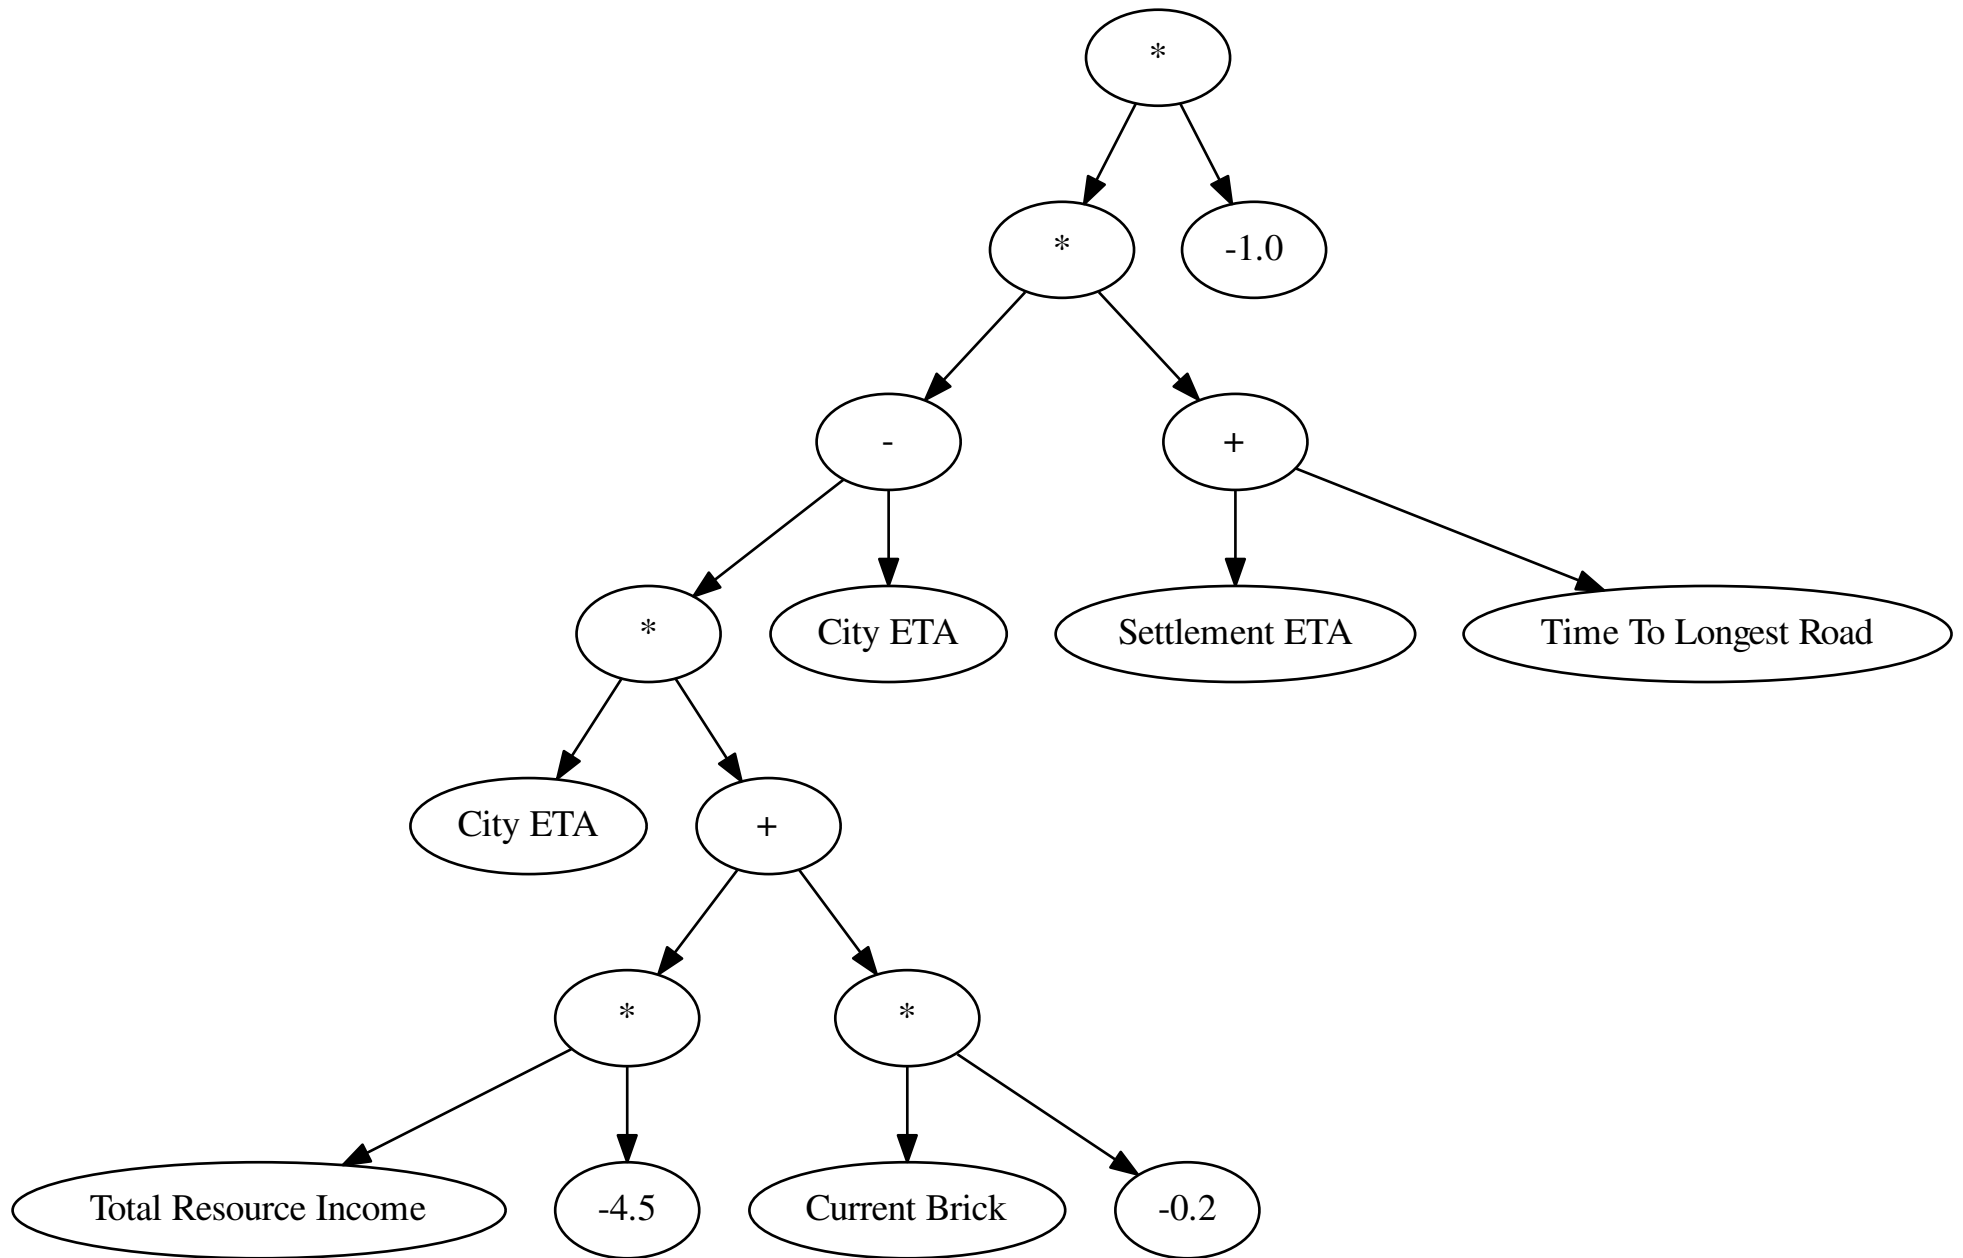 *
*
-1.0
-
+
*
City ETA
Settlement ETA
Time To Longest Road
City ETA
+
*
*
Total Resource Income
-4.5
Current Brick
-0.2